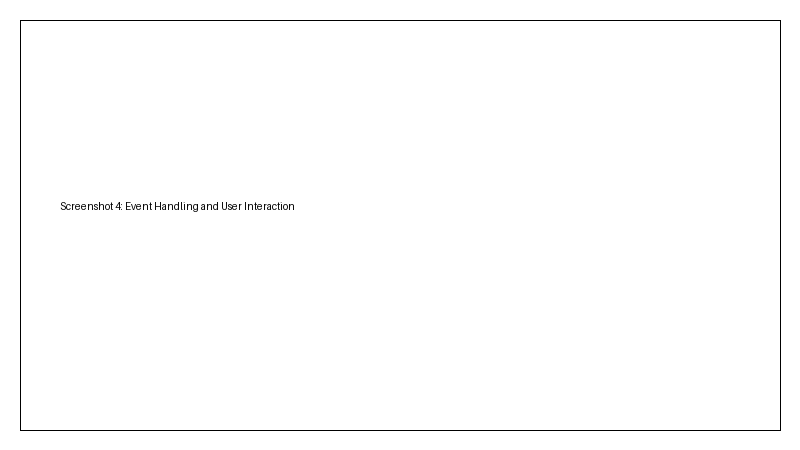 Screenshot 4: Event Handling and User Interaction